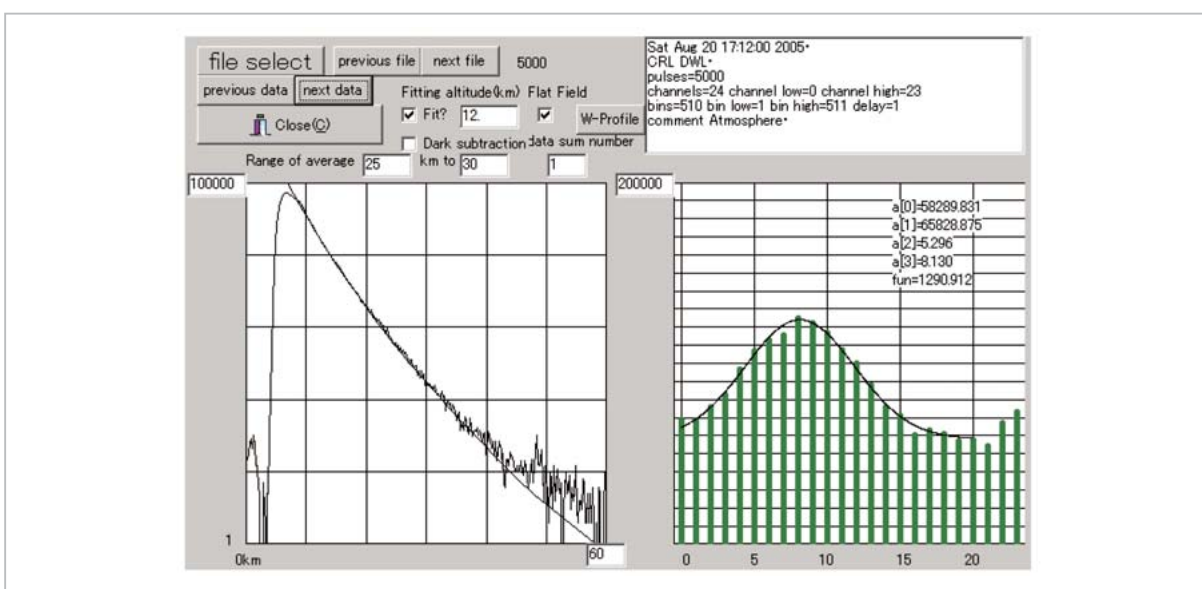 file select
previous file
next file
5000
previous data
next data
Fitting altitude(km)
Flat Field
Fit?
12.
W-Profile
Close(C)
Dark subtraction
data sum number
Range of average
25
km to
30
1
Sat Aug 20 17:12:00 2005･
CRL DWL･
pulses=5000
channels=24 channel low=0 channel high=23
bins=510 bin low=1 bin high=511 delay=1
comment Atmosphere･
100000
1
0km
60
200000
a[0]=58289.831
a[1]=65828.875
a[2]=5.296
a[3]=8.130
fun=1290.912
0 5 10 15 20